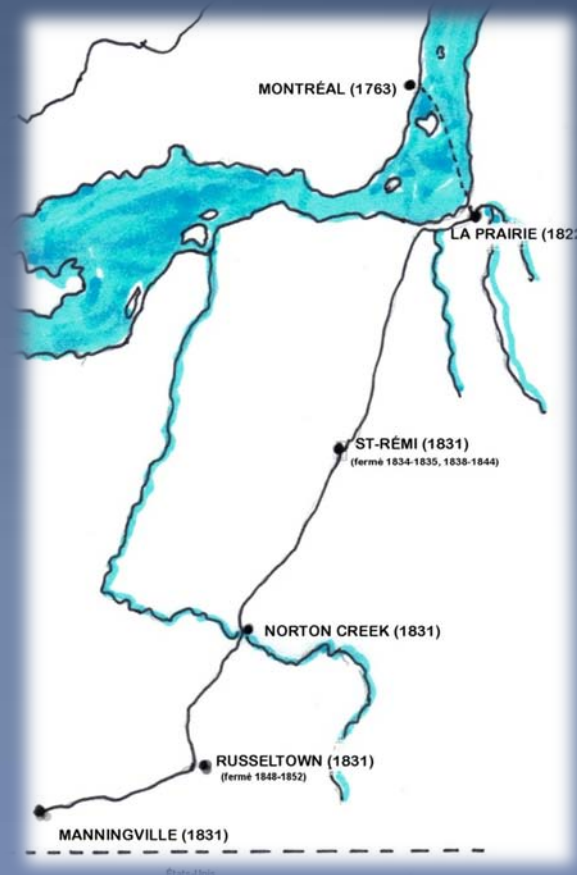 MONTRÉAL (1763)
LA PRAIRIE (182
ST-RÉMI (1831)
(fermé 1834-1835, 1838-1844)
NORTON CREEK (1831)
RUSSELTOWN (1831)
(fermé 1848-1852)
MANNINGVILLE (1831)